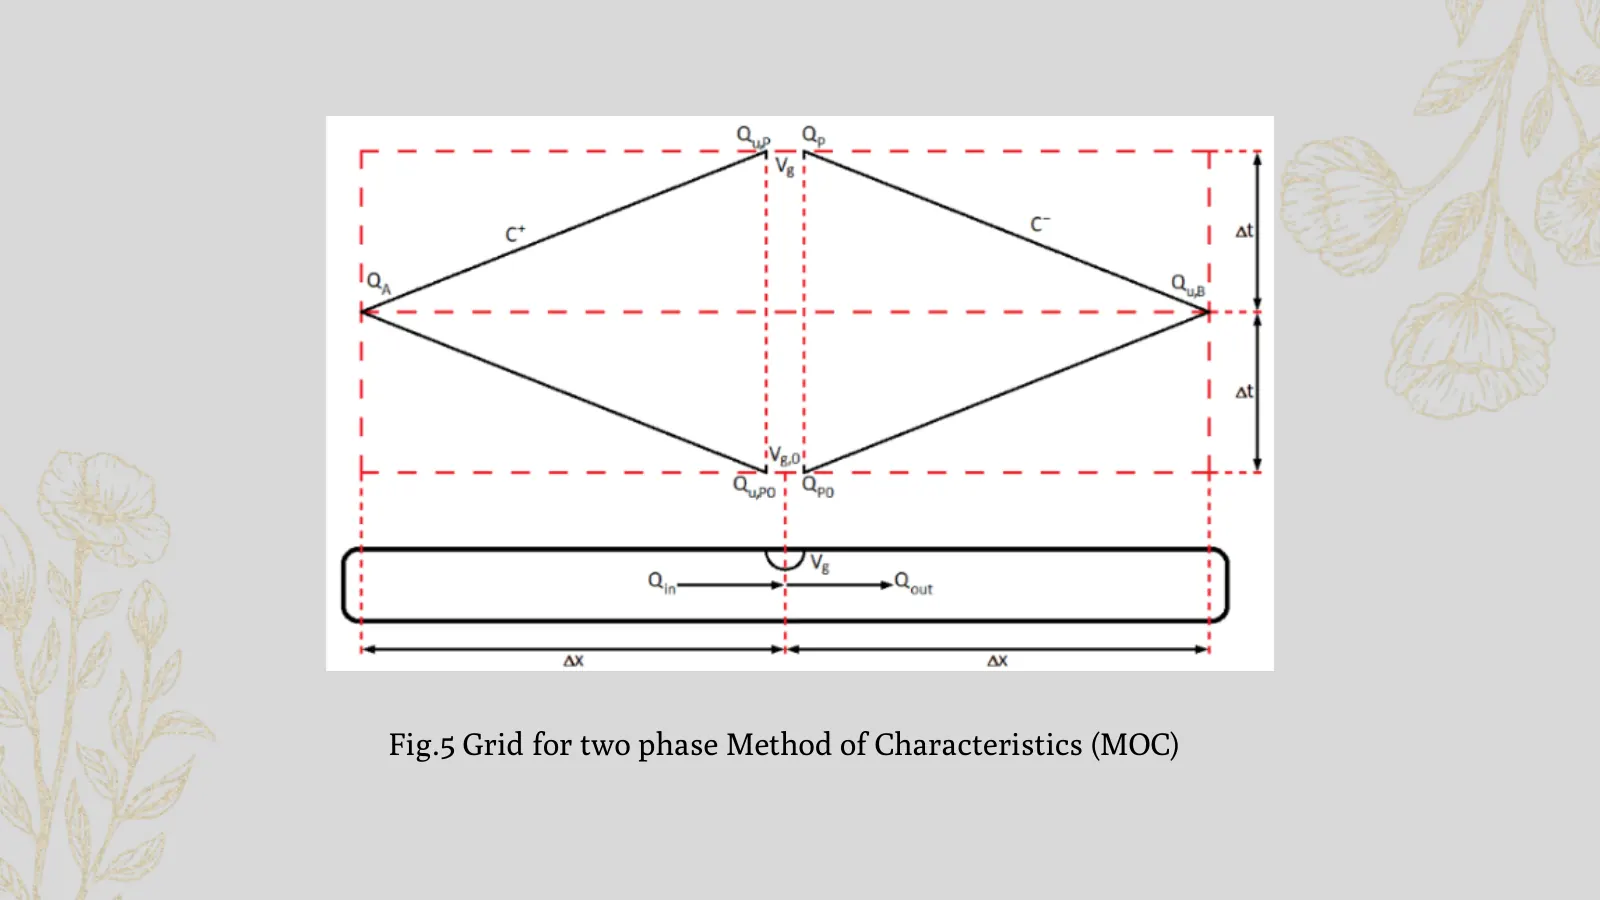 Qu,P QP
Vg
C+ C−
Δt
QA Qu,B
Δt
Vg,0
Qu,P0 QP0
Vg
Qin Qout
Δx Δx
Fig.5 Grid for two phase Method of Characteristics (MOC)